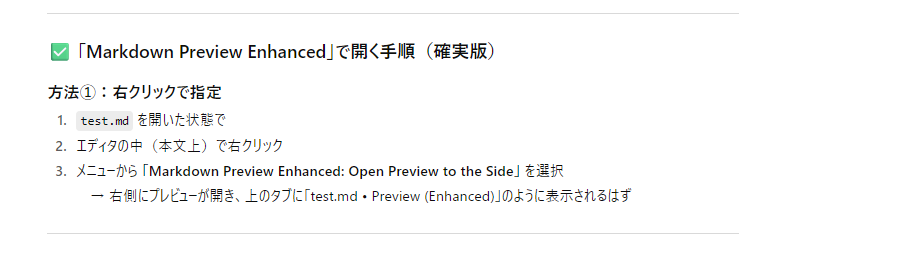 ✅ 「Markdown Preview Enhanced」で開く手順（確実版）
方法①：右クリックで指定
1. test.md を開いた状態で
2. エディタの中（本文上）で右クリック
3. メニューから「Markdown Preview Enhanced: Open Preview to the Side」を選択
→ 右側にプレビューが開き、上のタブに「test.md • Preview (Enhanced)」のように表示されるはず